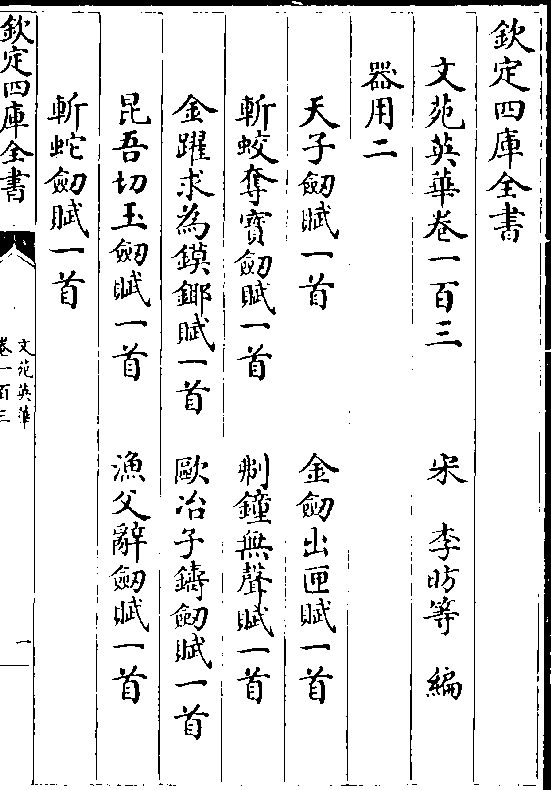 欽定四庫全書
文苑英華卷一百三
宋 李昉等 編
器用二
天子劒賦一首 金劒出匣賦一首
斬蛟奪寳劒賦一首 刜鐘無聲賦一首
金躍求為鏌鎁賦一首 歐冶子鑄劒賦一首
昆吾切玉劒賦一首 漁父辭劒賦一首
斬蛇劒賦一首
欽定四庫全書
文苑英華
卷一百三
一